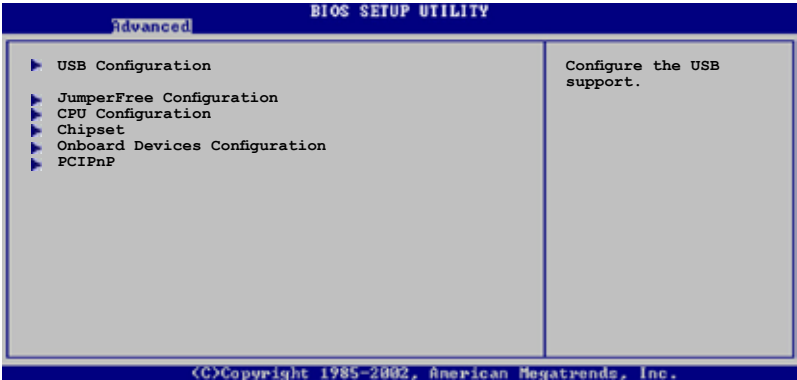 BIOS SETUP UTILITY
Advanced
USB Configuration
JumperFree Configuration
CPU Configuration
Chipset
Onboard Devices Configuration
PCIPnP
Configure the USB
support.
(C)Copyright 1985-2002, American Megatrends, Inc.